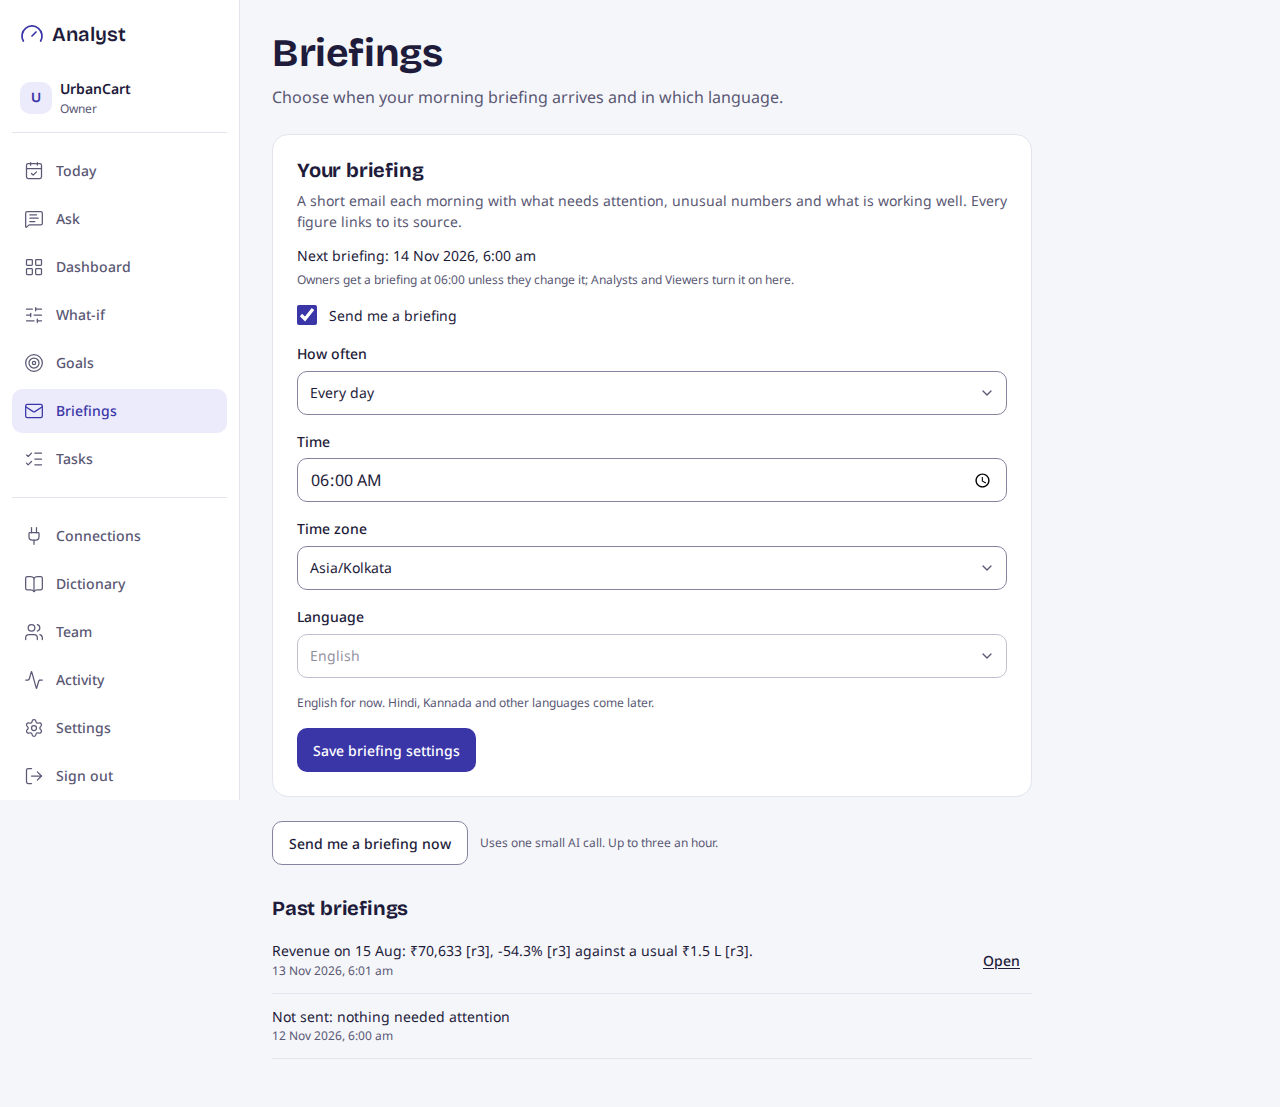 Analyst
U
UrbanCart
Owner
Today
Ask
Dashboard
What-if
Goals
Briefings
Tasks
Connections
Dictionary
Team
Activity
Settings
Sign out
Briefings
Choose when your morning briefing arrives and in which language.
Your briefing
A short email each morning with what needs attention, unusual numbers and what is working well. Every
figure links to its source.
Next briefing: 14 Nov 2026, 6:00 am
Owners get a briefing at 06:00 unless they change it; Analysts and Viewers turn it on here.
Send me a briefing
How often
Every day
Time
06:00 AM
Time zone
Asia/Kolkata
Language
English
English for now. Hindi, Kannada and other languages come later.
Save briefing settings
Send me a briefing now
Uses one small AI call. Up to three an hour.
Past briefings
Revenue on 15 Aug: ₹70,633 [r3], -54.3% [r3] against a usual ₹1.5 L [r3].
13 Nov 2026, 6:01 am
Open
Not sent: nothing needed attention
12 Nov 2026, 6:00 am